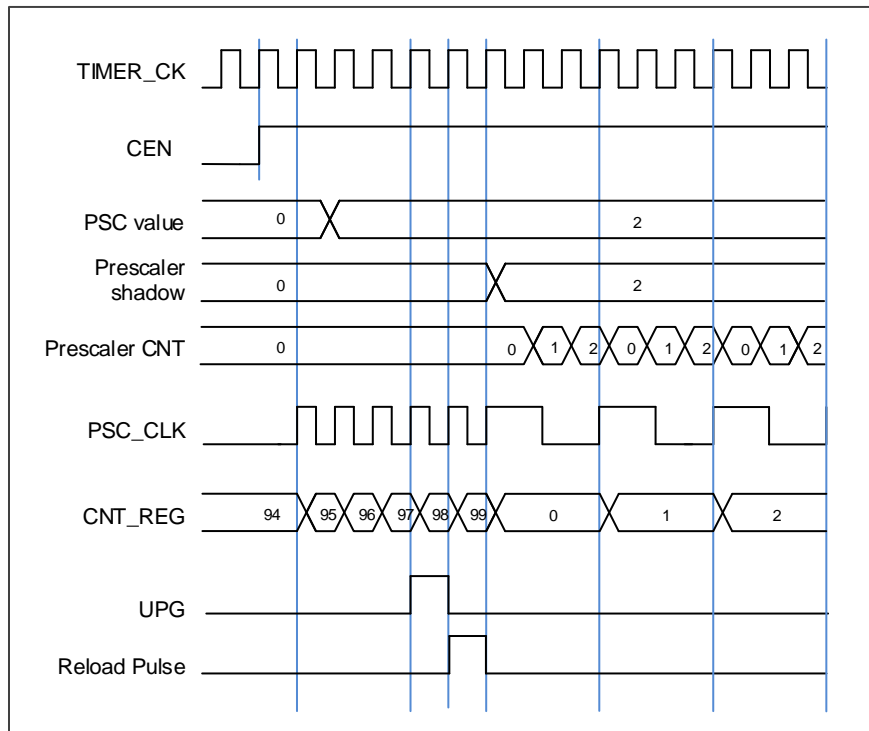 TIMER_CK
CEN
PSC value 0 2
Prescaler
shadow 0 2
Prescaler CNT 0 0 1 2 0 1 2 0 1 2
PSC_CLK
CNT_REG 94 95 96 97 98 99 0 1 2
UPG
Reload Pulse